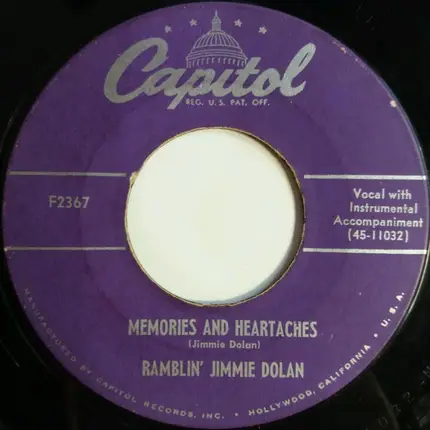 Capitol
REG. U.S. PAT. OFF.
F2367
Vocal with
Instrumental
Accompaniment
(45-11032)
MEMORIES AND HEARTACHES
(Jimmie Dolan)
RAMBLIN' JIMMIE DOLAN
MANUFACTURED BY CAPITOL RECORDS, INC. • HOLLYWOOD, CALIFORNIA • U.S.A.